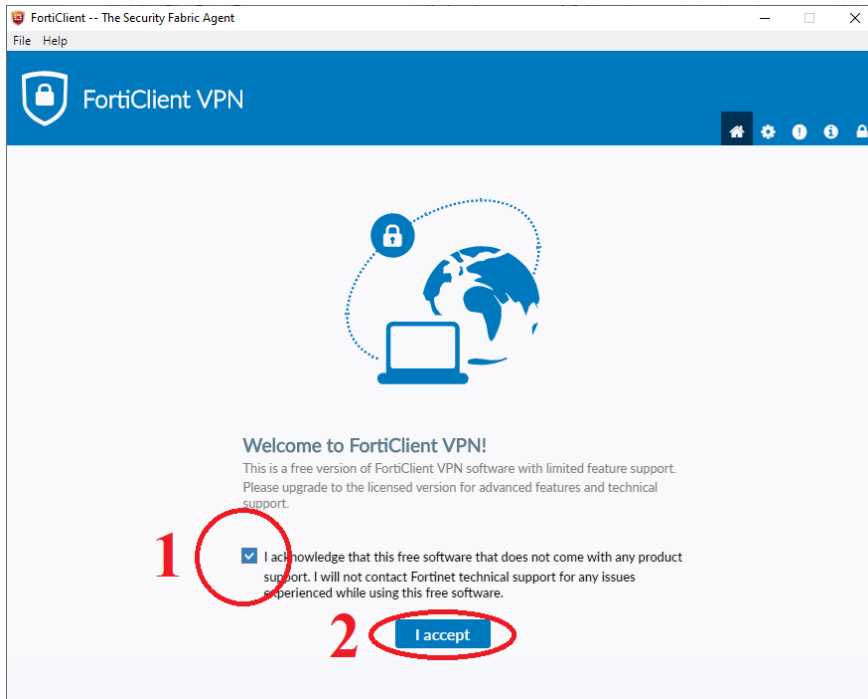 FortiClient -- The Security Fabric Agent
File Help
FortiClient VPN
Welcome to FortiClient VPN!
This is a free version of FortiClient VPN software with limited feature support.
Please upgrade to the licensed version for advanced features and technical
support.
1
I acknowledge that this free software that does not come with any product
support. I will not contact Fortinet technical support for any issues
experienced while using this free software.
2
I accept